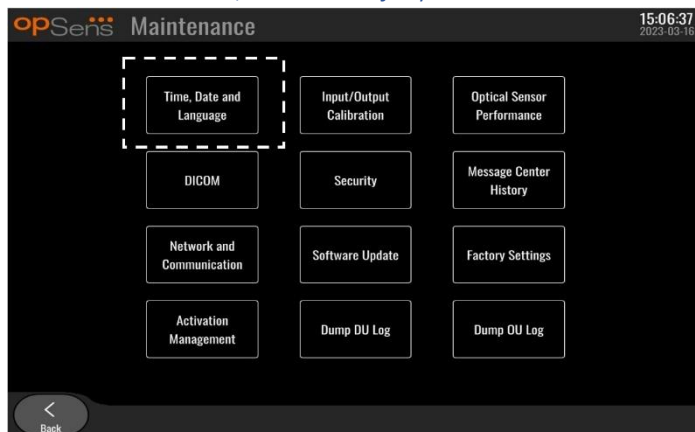 opSens Maintenance
15:06:37
2023-03-16
Time, Date and
Language
Input/Output
Calibration
Optical Sensor
Performance
DICOM
Security
Message Center
History
Network and
Communication
Software Update
Factory Settings
Activation
Management
Dump DU Log
Dump OU Log
Back